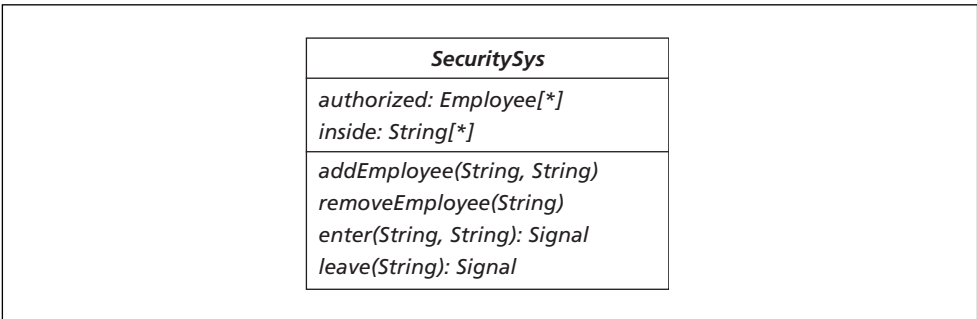 SecuritySys
authorized: Employee[*]
inside: String[*]
addEmployee(String, String)
removeEmployee(String)
enter(String, String): Signal
leave(String): Signal